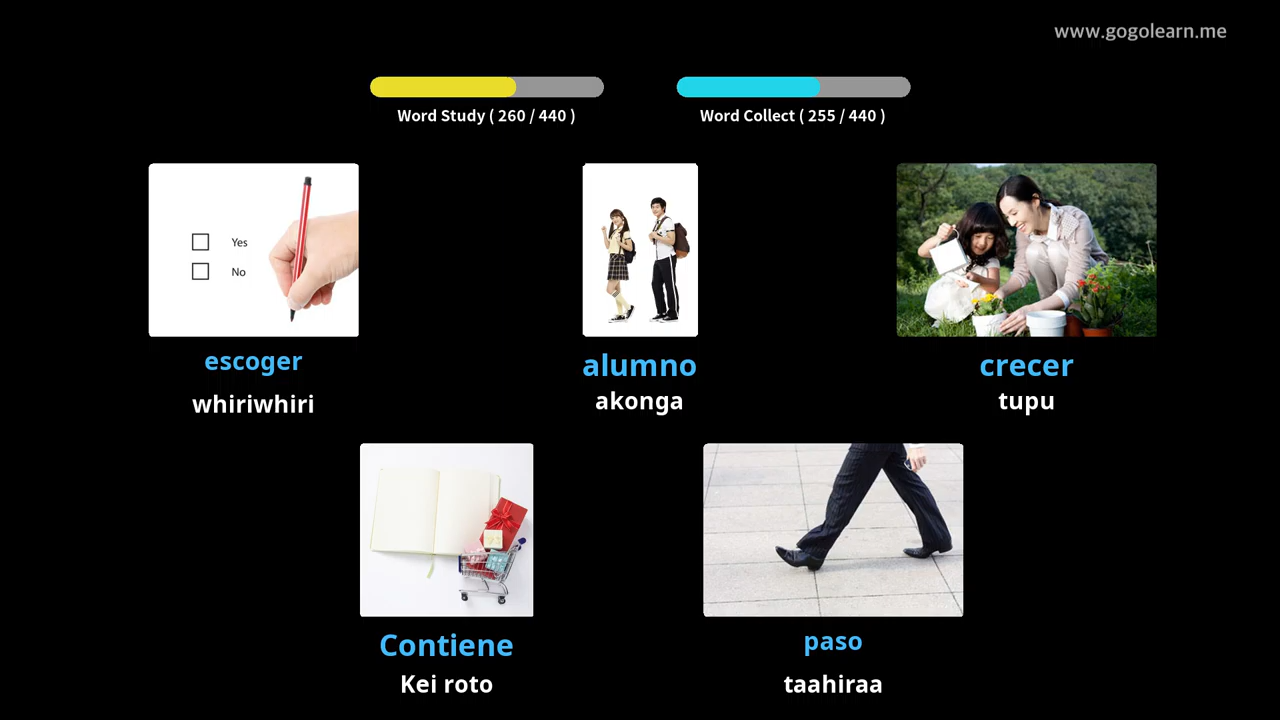 www.gogolearn.me
Word Study ( 260 / 440 )
Word Collect ( 255 / 440 )
Yes
No
escoger
alumno
crecer
whiriwhiri
akonga
tupu
Contiene
paso
Kei roto
taahiraa